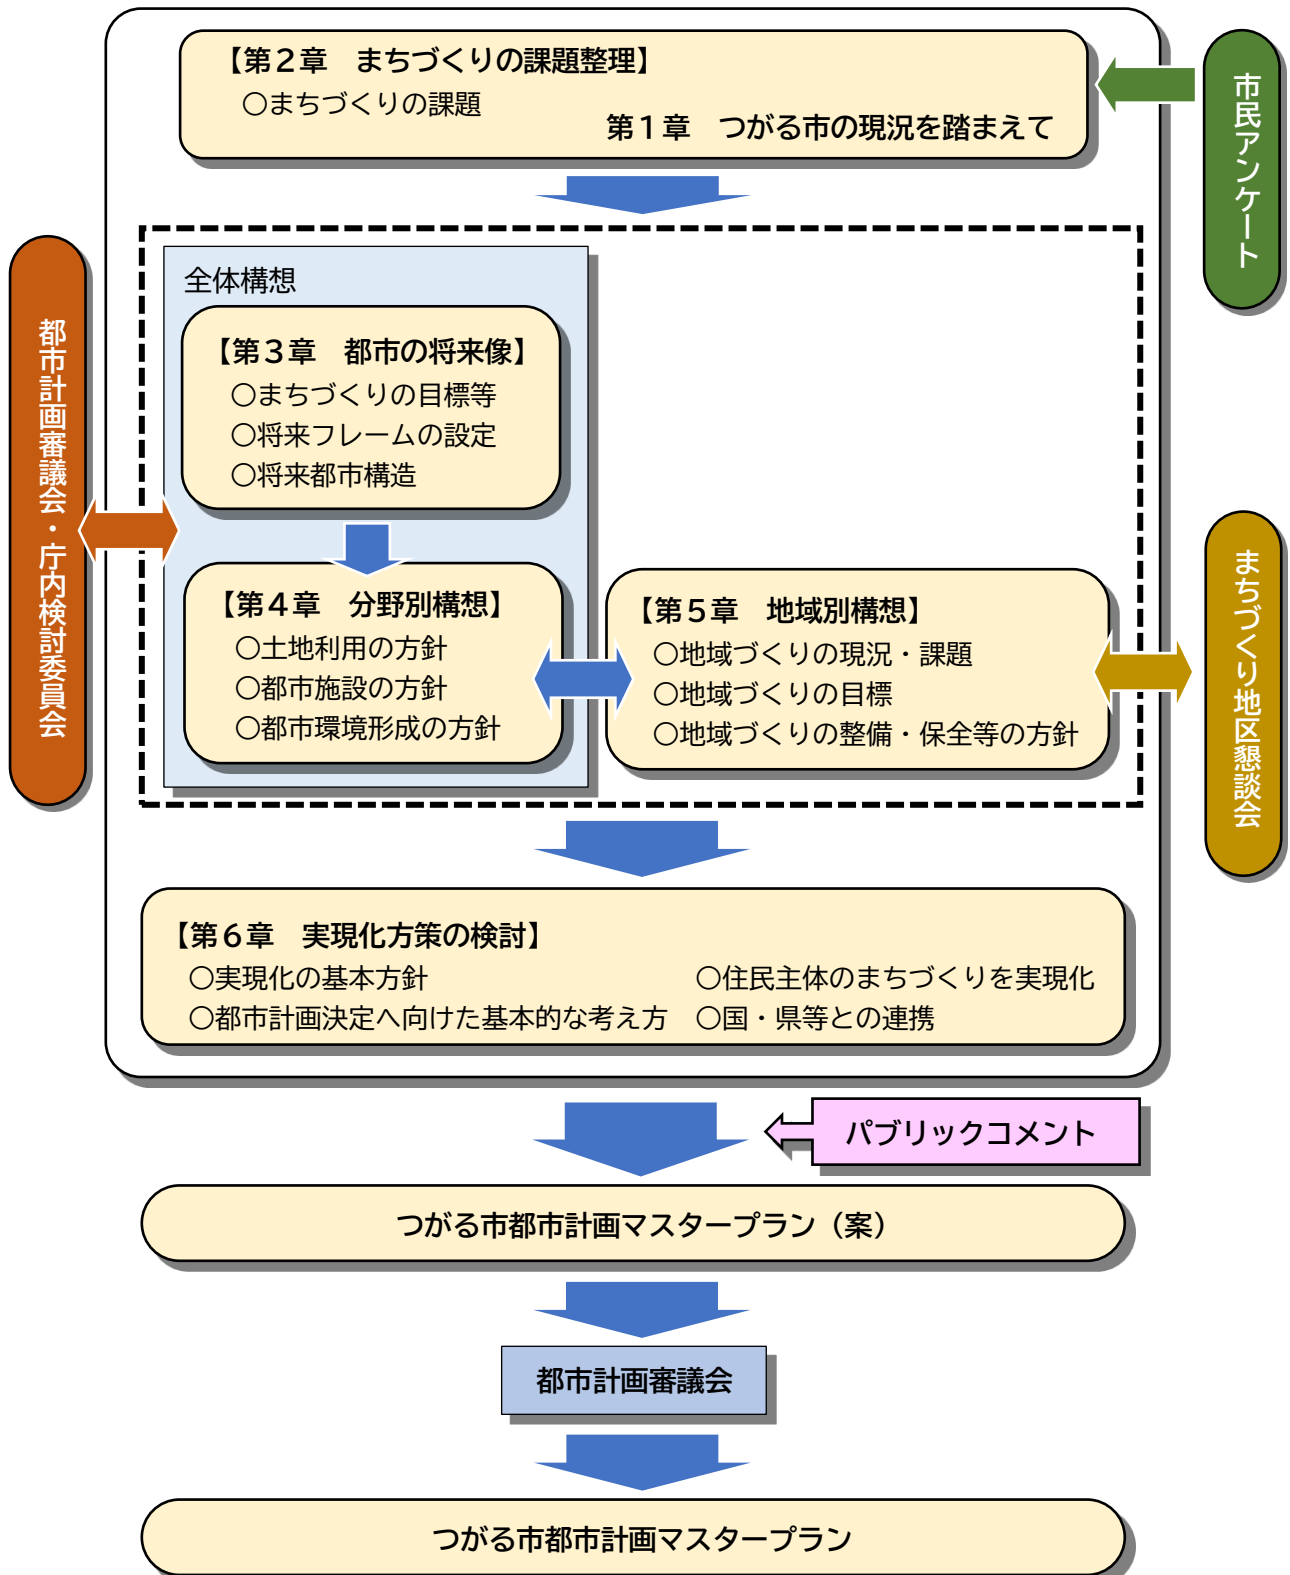 【第２章　まちづくりの課題整理】
○まちづくりの課題
第１章　つがる市の現況を踏まえて
市民アンケート
都市計画審議会・庁内検討委員会
全体構想
【第３章　都市の将来像】
○まちづくりの目標等
○将来フレームの設定
○将来都市構造
【第４章　分野別構想】
○土地利用の方針
○都市施設の方針
○都市環境形成の方針
【第５章　地域別構想】
○地域づくりの現況・課題
○地域づくりの目標
○地域づくりの整備・保全等の方針
まちづくり地区懇談会
【第６章　実現化方策の検討】
○実現化の基本方針
○都市計画決定へ向けた基本的な考え方
○住民主体のまちづくりを実現化
○国・県等との連携
パブリックコメント
つがる市都市計画マスタープラン（案）
都市計画審議会
つがる市都市計画マスタープラン